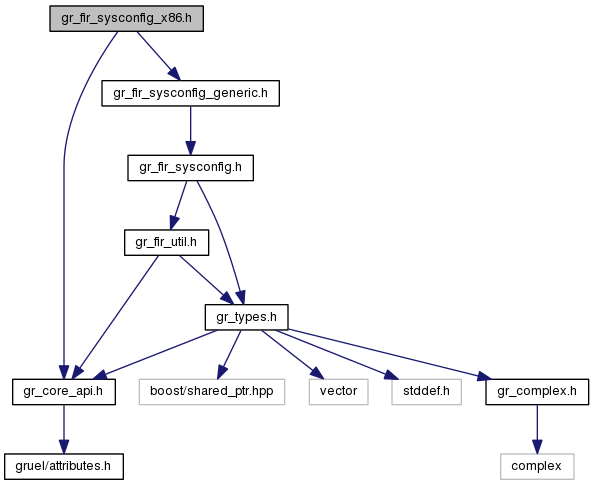 gr_fir_sysconfig_x86.h
gr_fir_sysconfig_generic.h
gr_fir_sysconfig.h
gr_fir_util.h
gr_types.h
gr_core_api.h
boost/shared_ptr.hpp
vector
stddef.h
gr_complex.h
gruel/attributes.h
complex